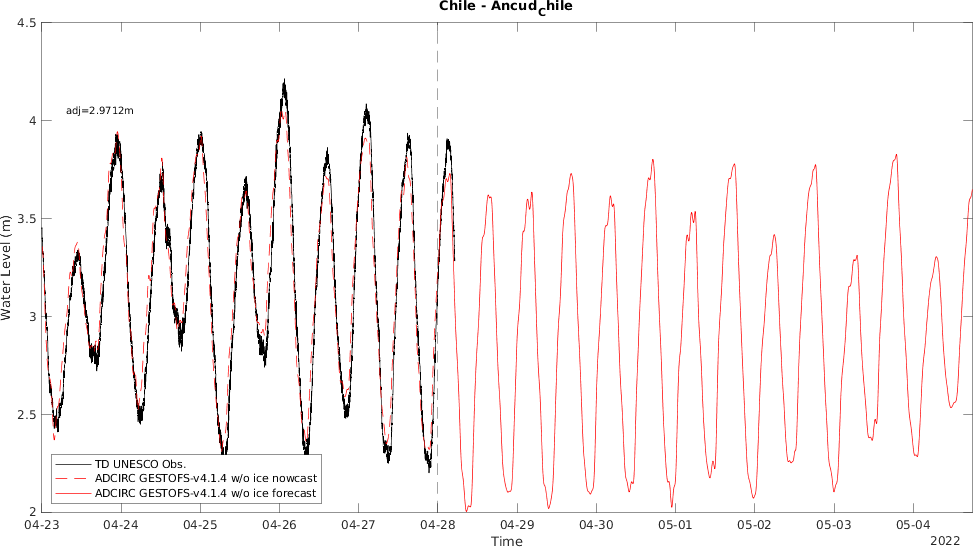 Chile - Ancud_Chile
4.5
4
3.5
3
2.5
2
Water Level (m)
adj=2.9712m
TD UNESCO Obs.
ADCIRC GESTOFS-v4.1.4 w/o ice nowcast
ADCIRC GESTOFS-v4.1.4 w/o ice forecast
04-23 04-24 04-25 04-26 04-27 04-28 04-29 04-30 05-01 05-02 05-03 05-04
Time
2022